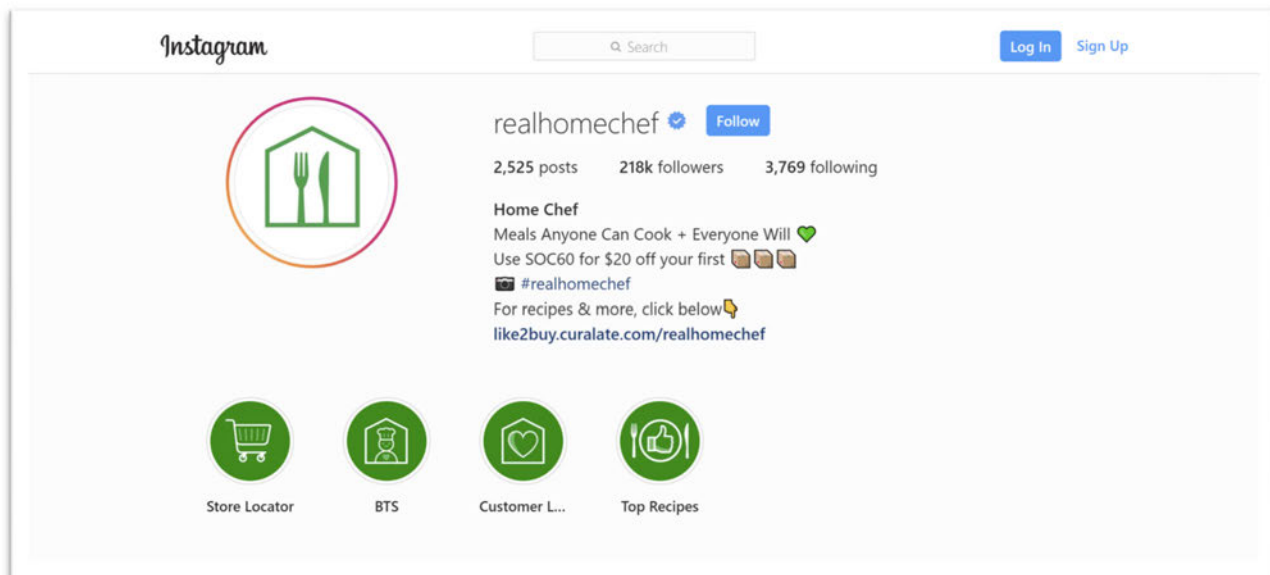 Instagram
Search
Log In
Sign Up
realhomechef
Follow
2,525 posts 218k followers 3,769 following
Home Chef
Meals Anyone Can Cook + Everyone Will 💚
Use SOC60 for $20 off your first 📦📦📦
📷 #realhomechef
For recipes & more, click below👇
like2buy.curalate.com/realhomechef
Store Locator BTS Customer L... Top Recipes